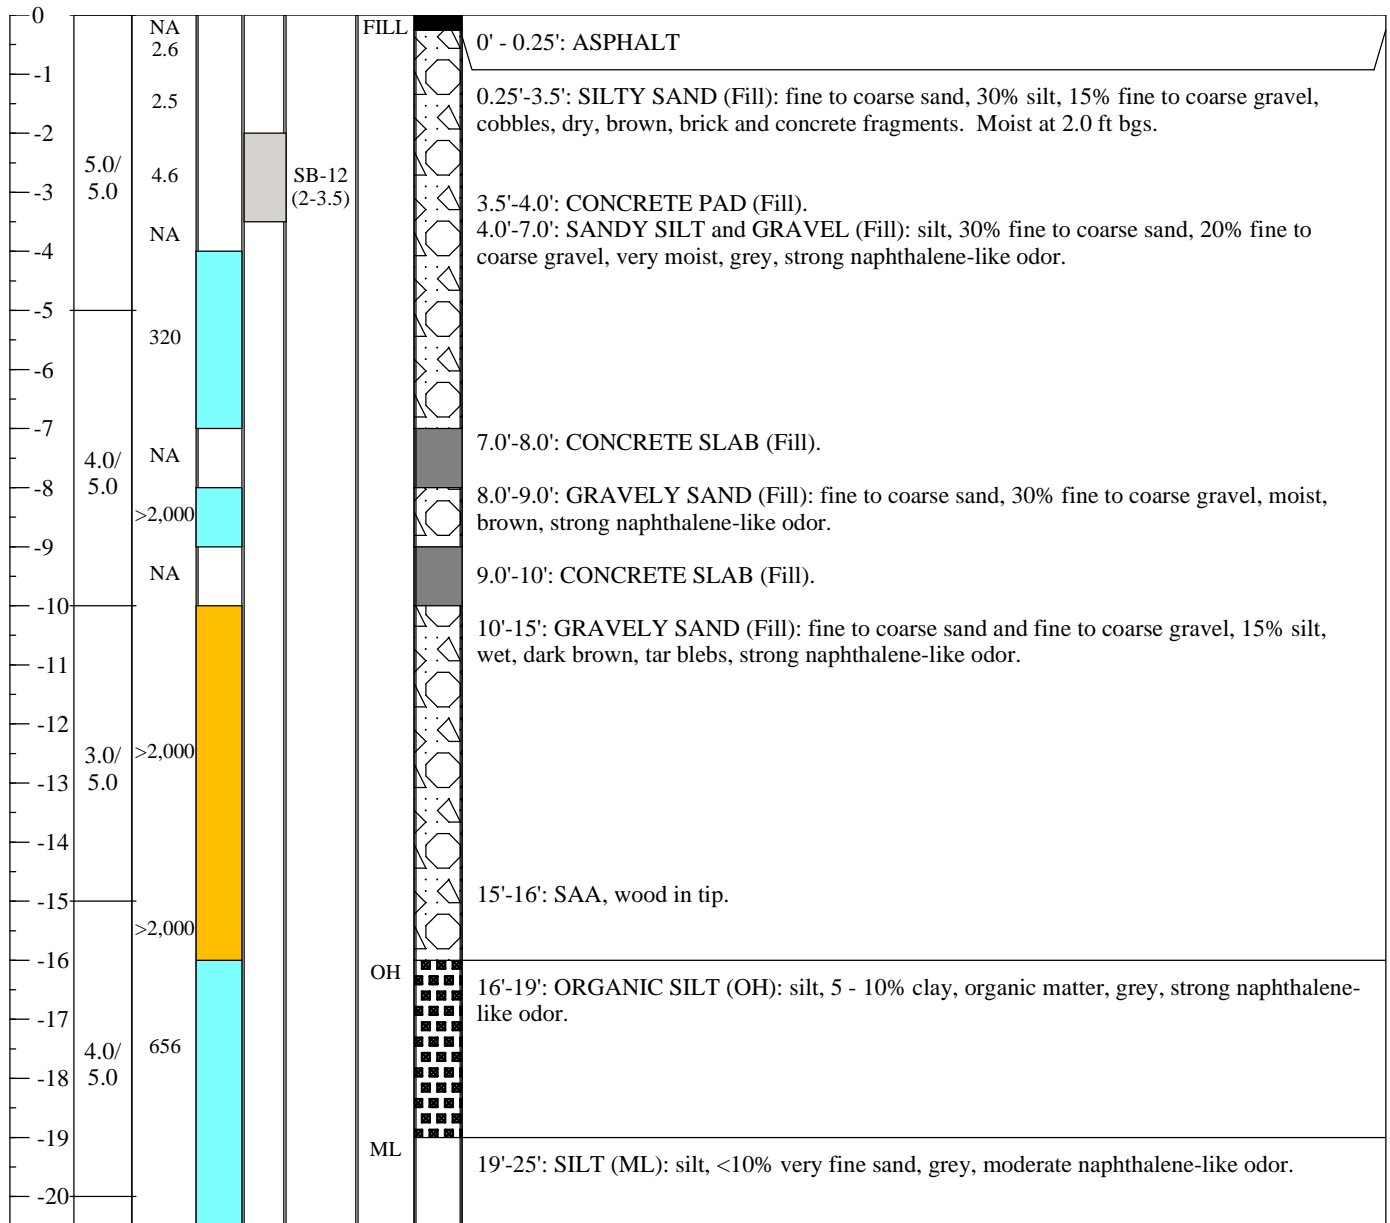 0
-1
-2
-3
-4
-5
-6
-7
-8
-9
-10
-11
-12
-13
-14
-15
-16
-17
-18
-19
-20
5.0/
5.0
4.0/
5.0
3.0/
5.0
4.0/
5.0
NA
2.6
2.5
4.6
NA
320
NA
>2,000
NA
>2,000
>2,000
656
SB-12
(2-3.5)
FILL
OH
ML
0' - 0.25': ASPHALT
0.25'-3.5': SILTY SAND (Fill): fine to coarse sand, 30% silt, 15% fine to coarse gravel,
cobbles, dry, brown, brick and concrete fragments.  Moist at 2.0 ft bgs.
3.5'-4.0': CONCRETE PAD (Fill).
4.0'-7.0': SANDY SILT and GRAVEL (Fill): silt, 30% fine to coarse sand, 20% fine to
coarse gravel, very moist, grey, strong naphthalene-like odor.
7.0'-8.0': CONCRETE SLAB (Fill).
8.0'-9.0': GRAVELY SAND (Fill): fine to coarse sand, 30% fine to coarse gravel, moist,
brown, strong naphthalene-like odor.
9.0'-10': CONCRETE SLAB (Fill).
10'-15': GRAVELY SAND (Fill): fine to coarse sand and fine to coarse gravel, 15% silt,
wet, dark brown, tar blebs, strong naphthalene-like odor.
15'-16': SAA, wood in tip.
16'-19': ORGANIC SILT (OH): silt, 5 - 10% clay, organic matter, grey, strong naphthalene-
like odor.
19'-25': SILT (ML): silt, <10% very fine sand, grey, moderate naphthalene-like odor.